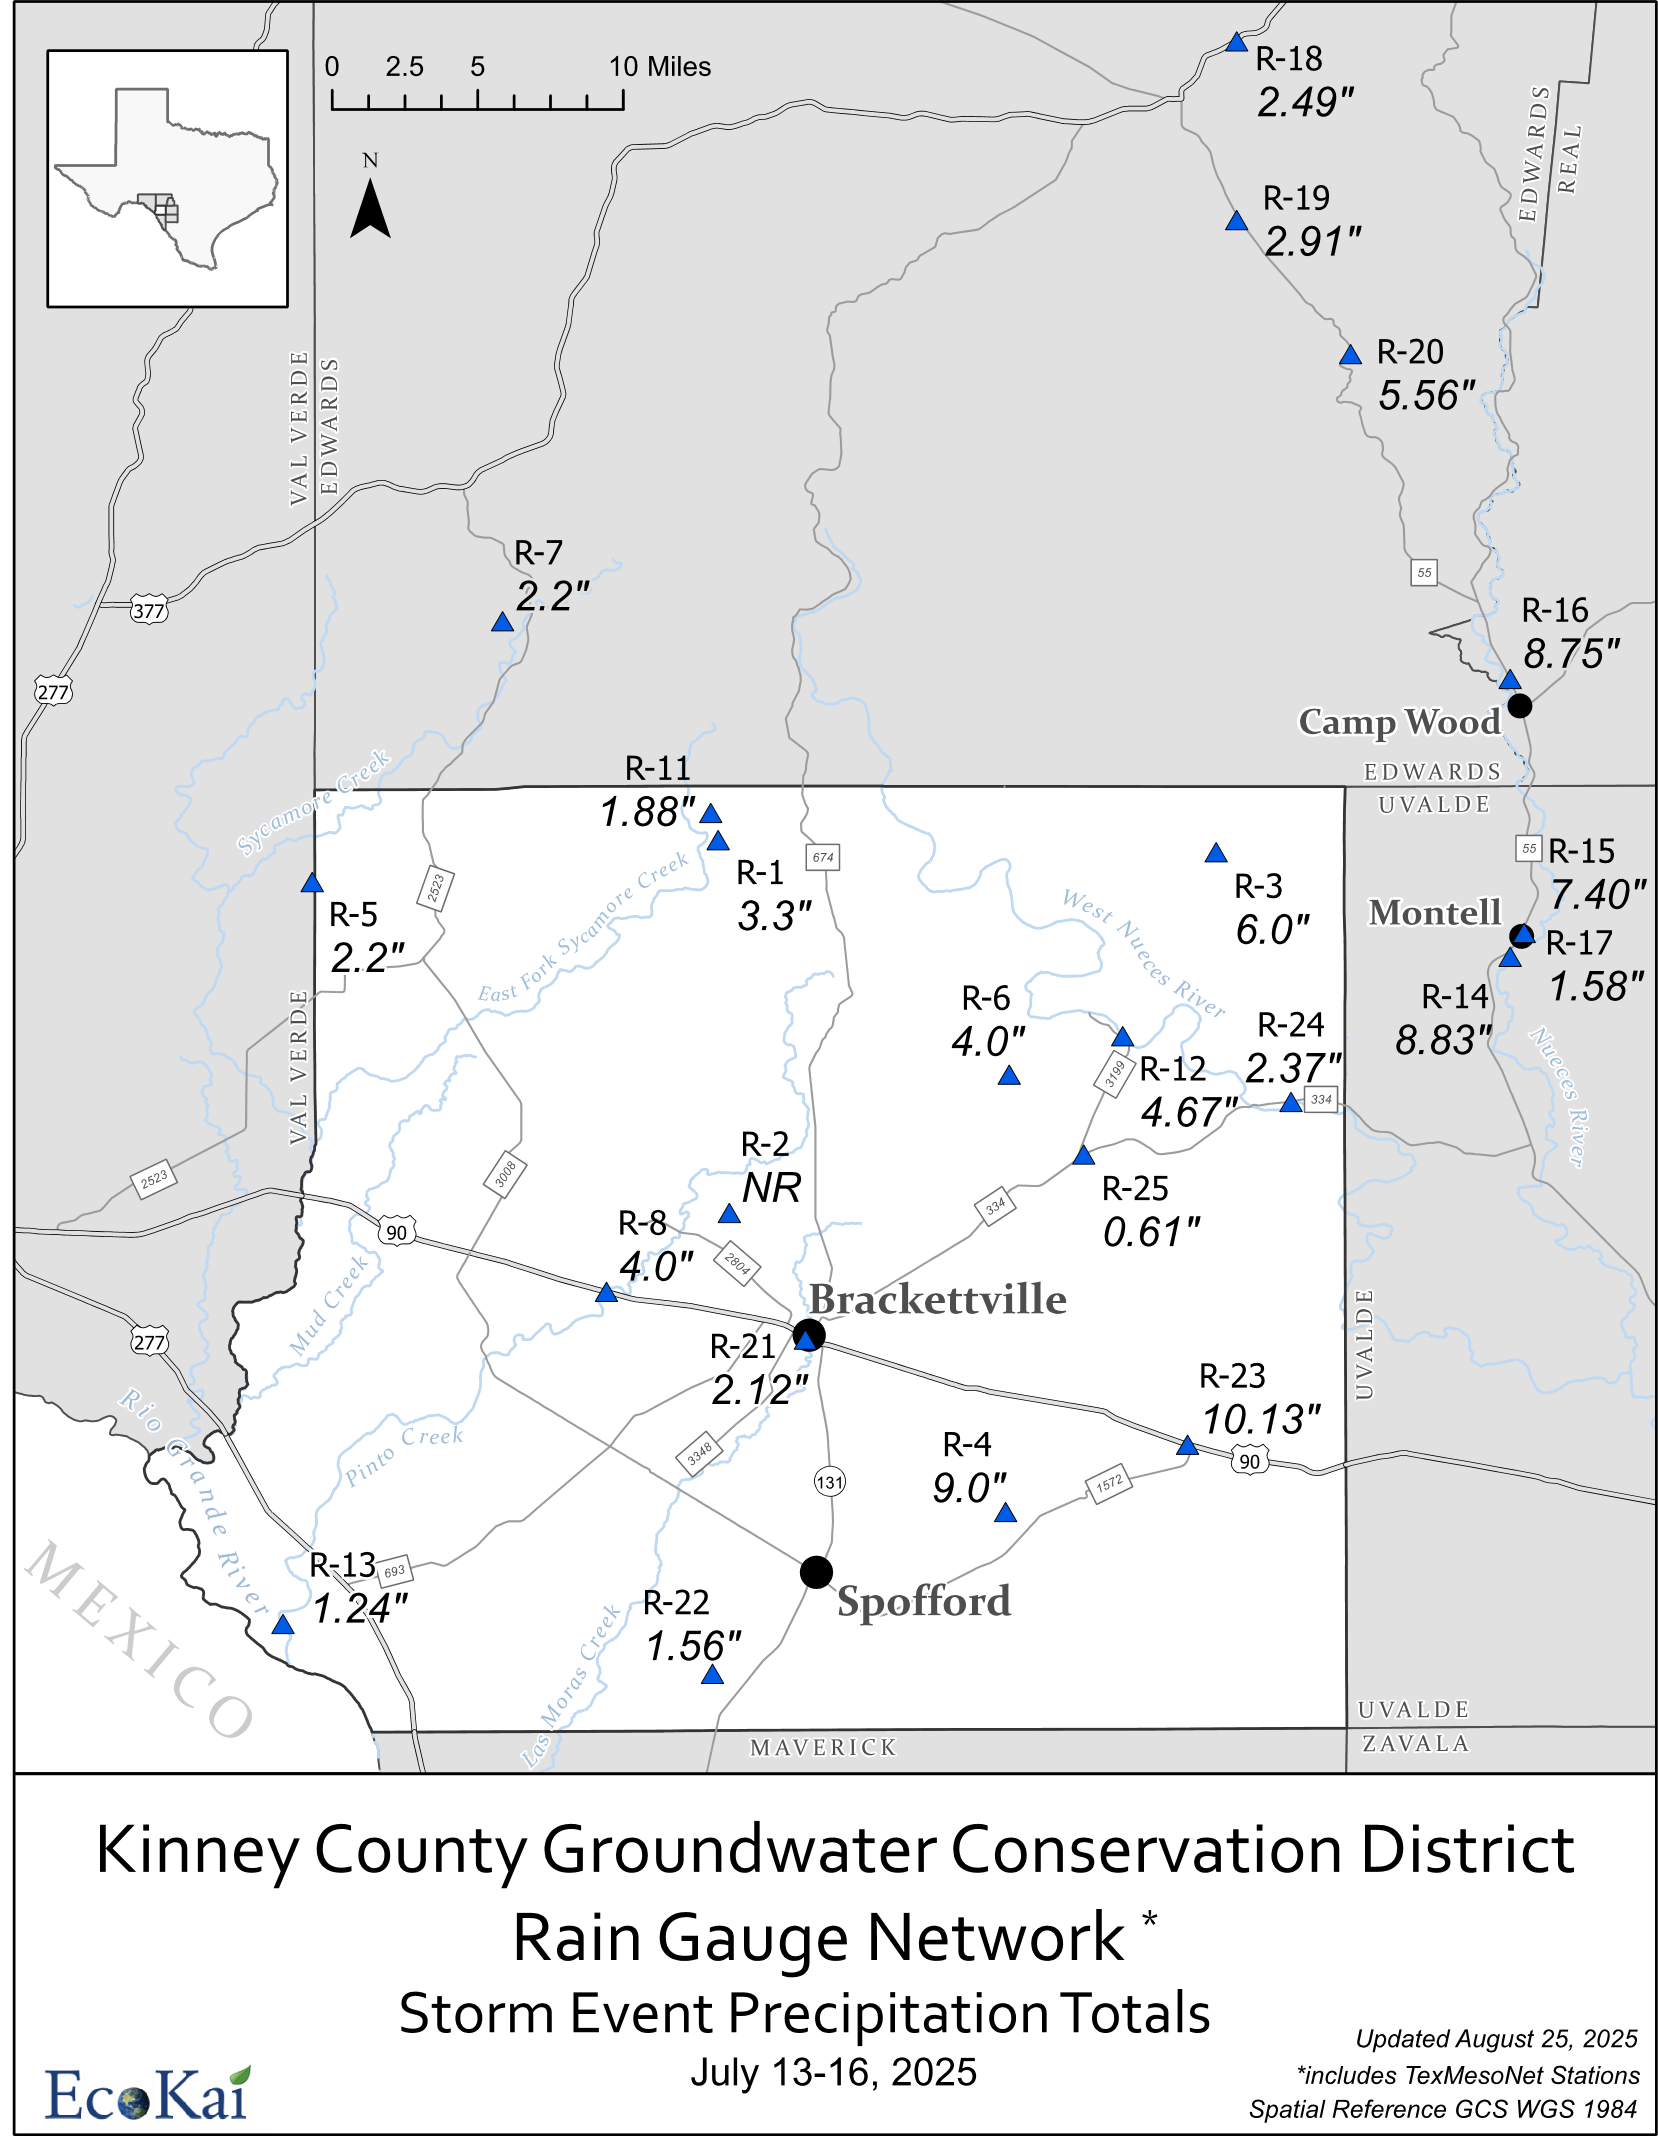 0 2.5 5 10 Miles
N
R-18
2.49"
EDWARDS
REAL
R-19
2.91"
R-20
5.56"
VAL VERDE
EDWARDS
R-7
2.2"
55
377
R-16
8.75"
277
Camp Wood
EDWARDS
UVALDE
Sycamore Creek
R-11
1.88"
R-1
3.3"
674
55
R-15
7.40"
R-3
6.0"
2523
R-5
2.2"
East Fork Sycamore Creek
West Nueces River
Montell
R-17
1.58"
R-14
8.83"
R-6
4.0"
R-24
2.37"
VAL VERDE
3199
R-12
4.67"
334
Nueces River
R-2
NR
2523
3008
R-25
0.61"
334
90
R-8
4.0"
2804
Mud Creek
Brackettville
277
R-21
2.12"
UVALDE
R-23
10.13"
Rio Grande River
Pinto Creek
3348
131
R-4
9.0"
90
1572
MEXICO
R-13
1.24"
693
Spofford
R-22
1.56"
Las Moras Creek
MAVERICK
UVALDE
ZAVALA
Kinney County Groundwater Conservation District
Rain Gauge Network *
Storm Event Precipitation Totals
July 13-16, 2025
Updated August 25, 2025
*includes TexMesoNet Stations
Spatial Reference GCS WGS 1984
EcoKai